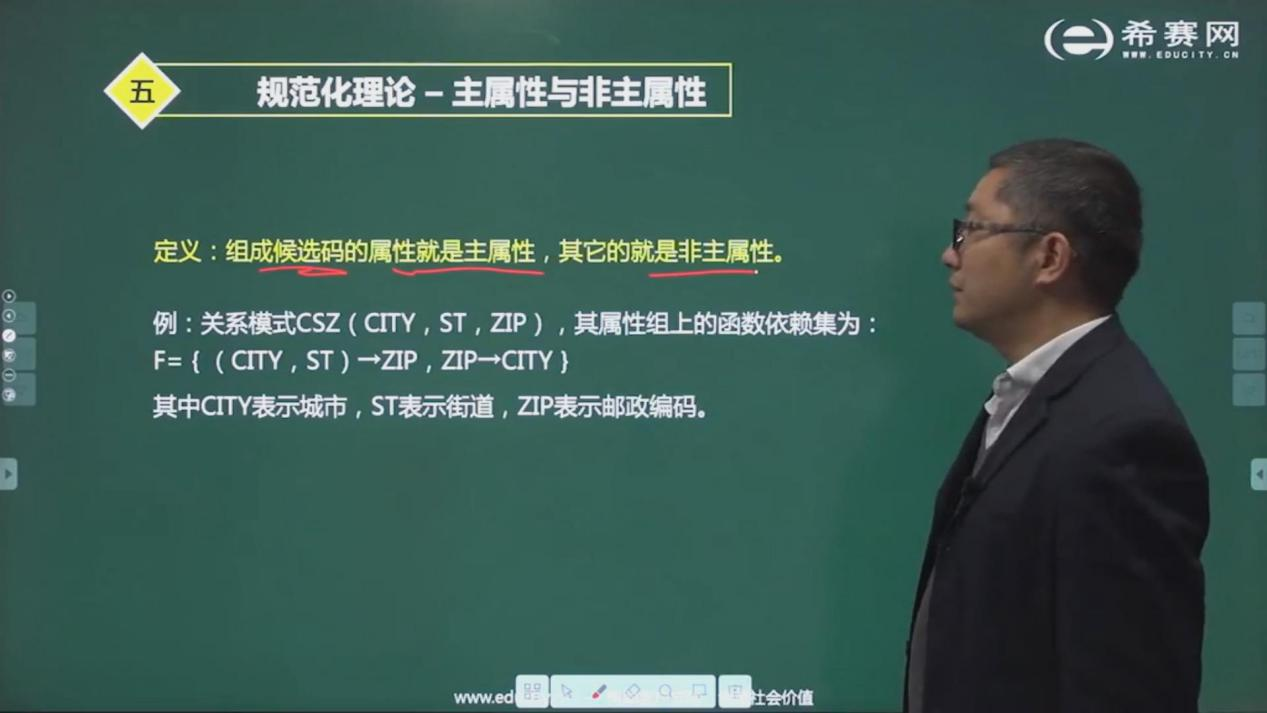 希赛网
WWW.EDUCITY.CN
五
规范化理论 – 主属性与非主属性
定义：组成候选码的属性就是主属性，其它的就是非主属性。
例：关系模式CSZ（CITY，ST，ZIP），其属性组上的函数依赖集为：
F=｛（CITY，ST）→ZIP，ZIP→CITY｝
其中CITY表示城市，ST表示街道，ZIP表示邮政编码。
www.edu
社会价值